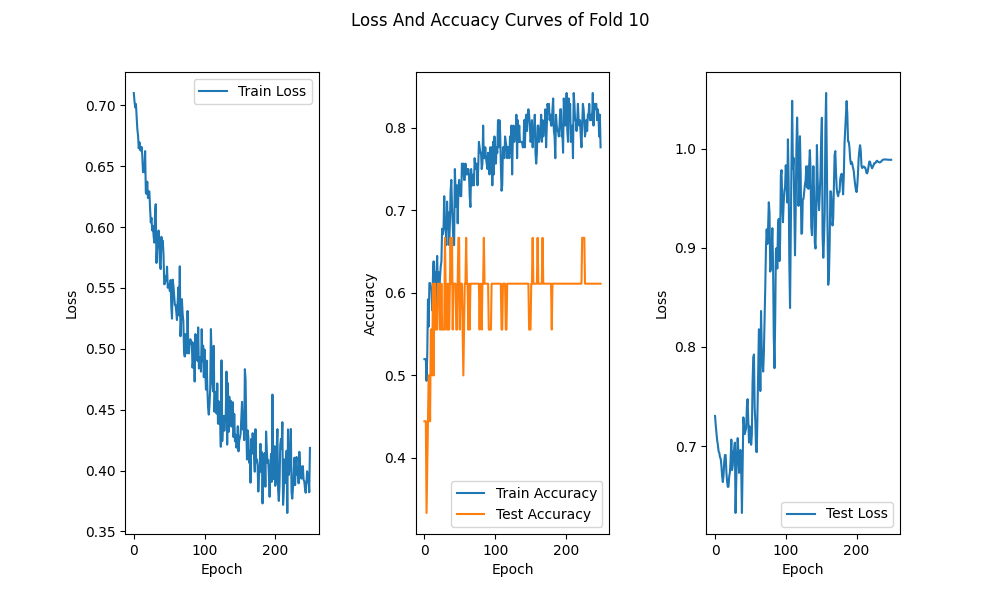 Loss And Accuacy Curves of Fold 10
Loss
0.70
0.65
0.60
0.55
0.50
0.45
0.40
0.35
0
100
200
Epoch
Train Loss
Accuracy
0.8
0.7
0.6
0.5
0.4
0
100
200
Epoch
Train Accuracy
Test Accuracy
Loss
1.0
0.9
0.8
0.7
0
100
200
Epoch
Test Loss